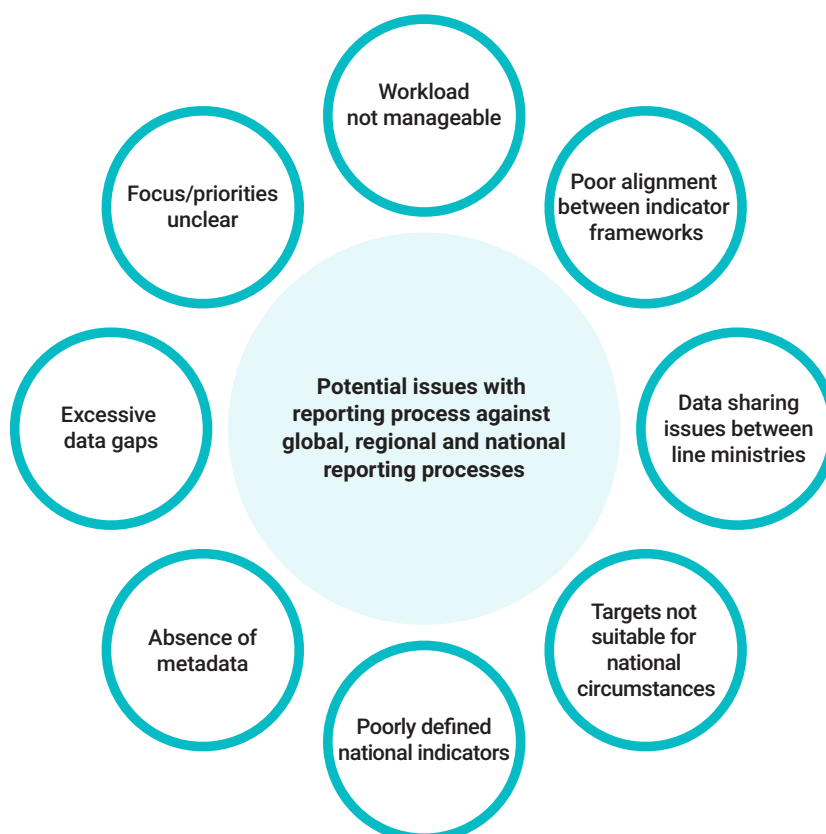 Workload
not manageable
Poor alignment
between indicator
frameworks
Data sharing
issues between
line ministries
Targets not
suitable for
national
circumstances
Poorly defined
national indicators
Absence of
metadata
Excessive
data gaps
Focus/priorities
unclear
Potential issues with
reporting process against
global, regional and national
reporting processes